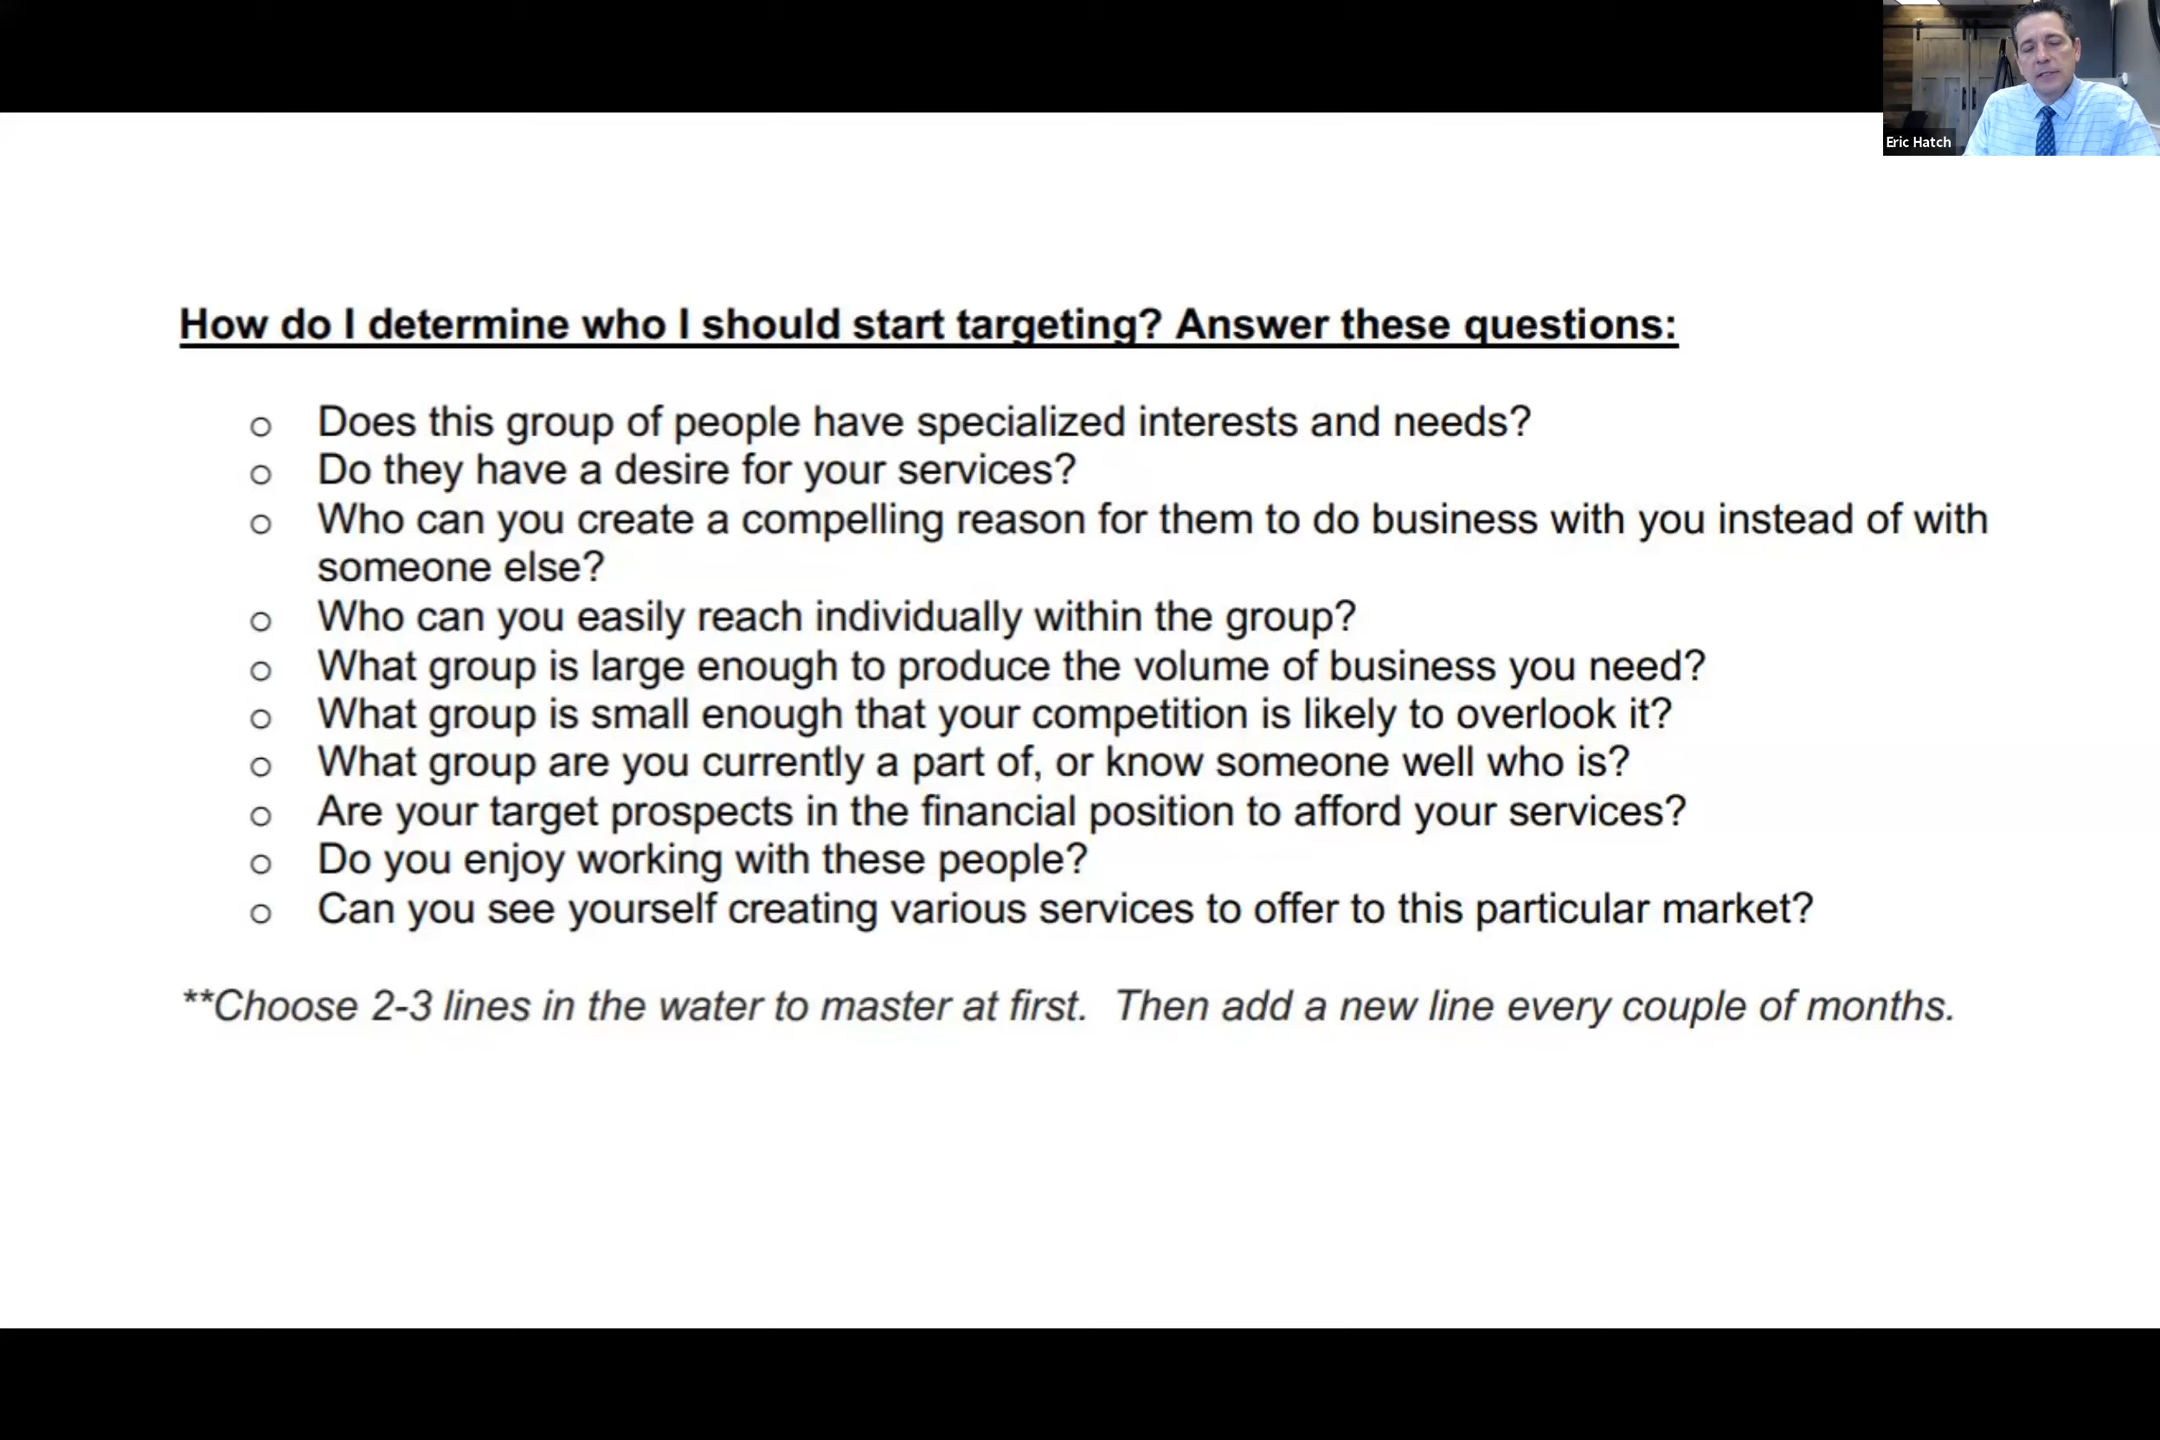 Eric Hatch
How do I determine who I should start targeting? Answer these questions:
o Does this group of people have specialized interests and needs?
o Do they have a desire for your services?
o Who can you create a compelling reason for them to do business with you instead of with
someone else?
o Who can you easily reach individually within the group?
o What group is large enough to produce the volume of business you need?
o What group is small enough that your competition is likely to overlook it?
o What group are you currently a part of, or know someone well who is?
o Are your target prospects in the financial position to afford your services?
o Do you enjoy working with these people?
o Can you see yourself creating various services to offer to this particular market?
**Choose 2-3 lines in the water to master at first. Then add a new line every couple of months.